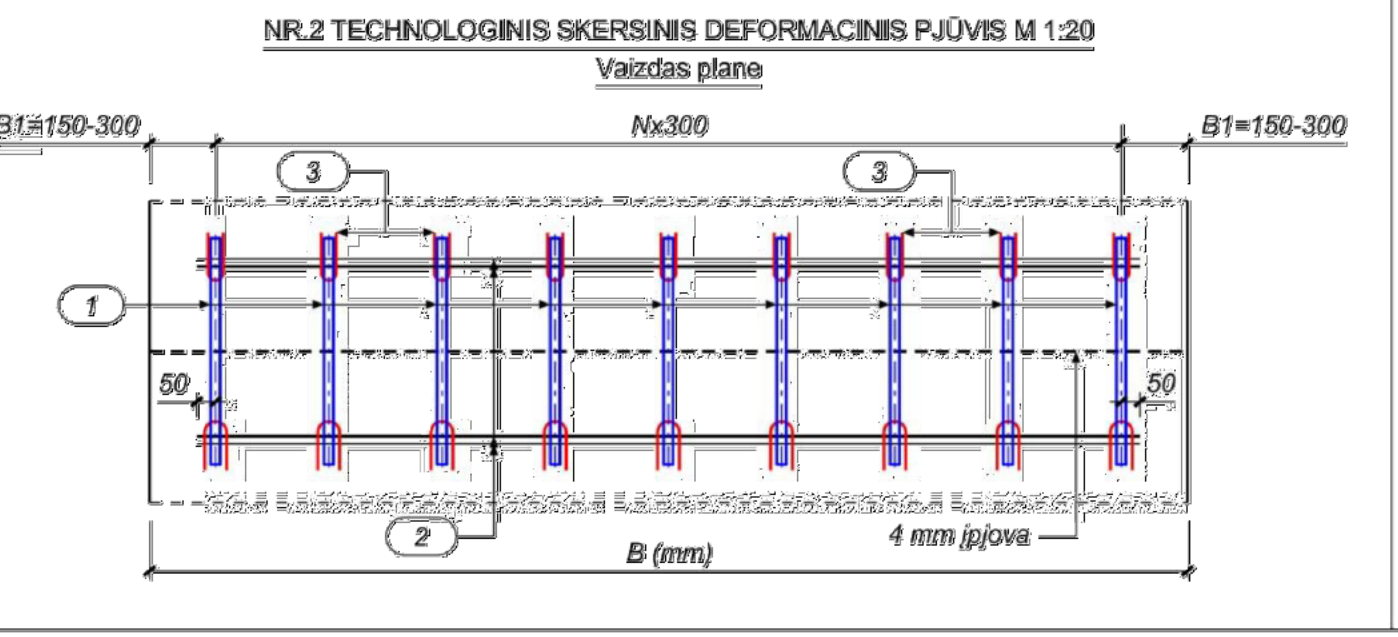 NR.2 TECHNOLOGINIS SKERSINIS DEFORMACINIS PJŪVIS M 1:20
Vaizdas plane
B1=150-300
Nx300
B1=150-300
3
3
1
50
50
2
4 mm įpjova
B (mm)